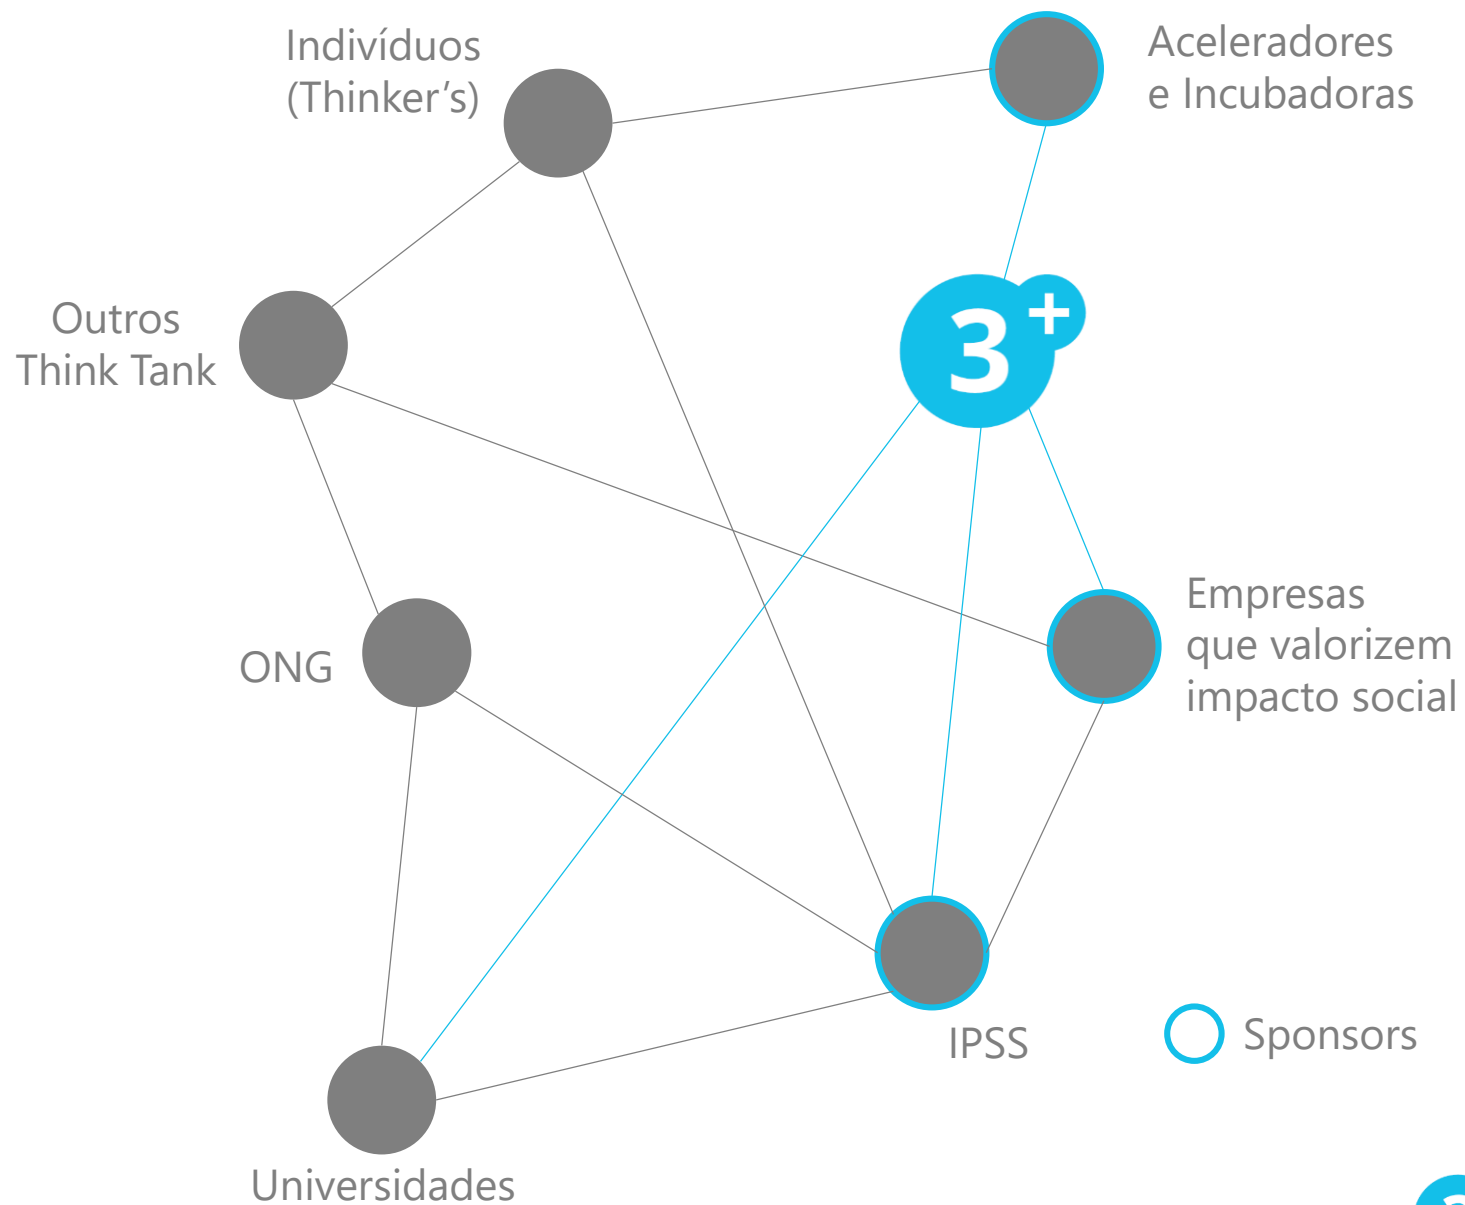 Indivíduos
(Thinker’s)
Aceleradores
e Incubadoras
3+
Outros
Think Tank
Empresas
que valorizem
impacto social
ONG
IPSS
Sponsors
Universidades